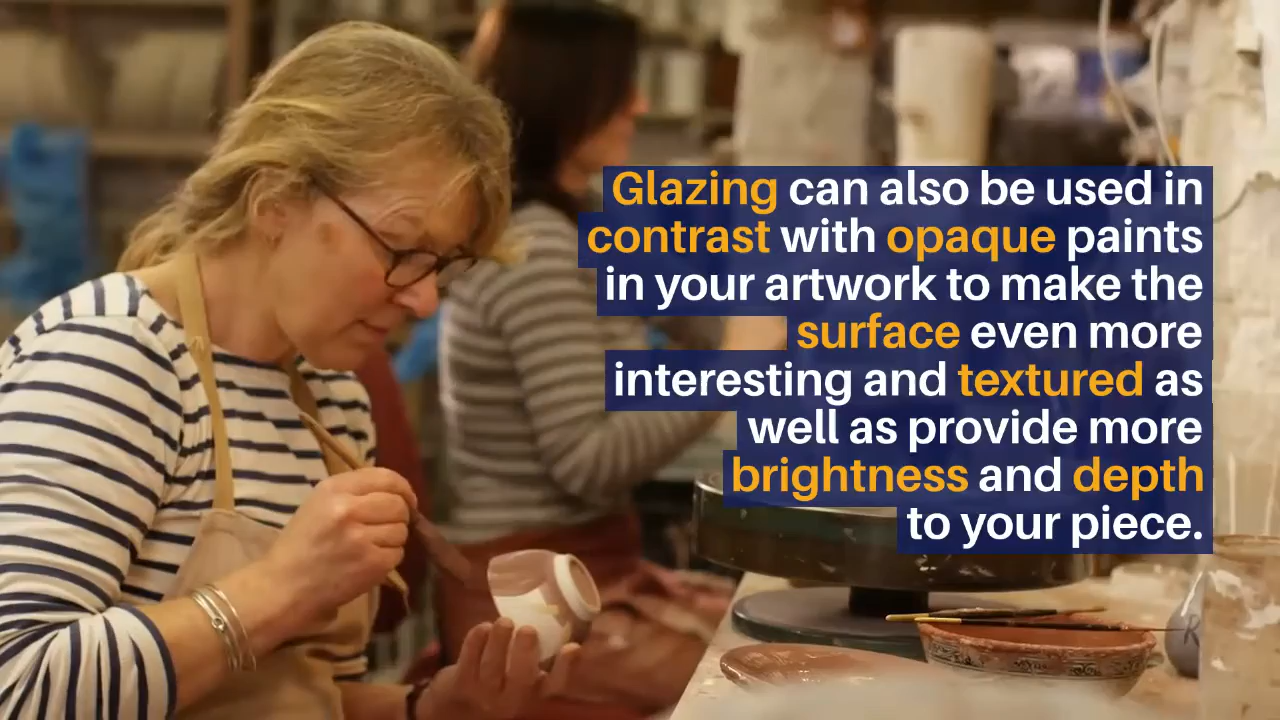 Glazing can also be used in
contrast with opaque paints
in your artwork to make the
surface even more
interesting and textured as
well as provide more
brightness and depth
to your piece.